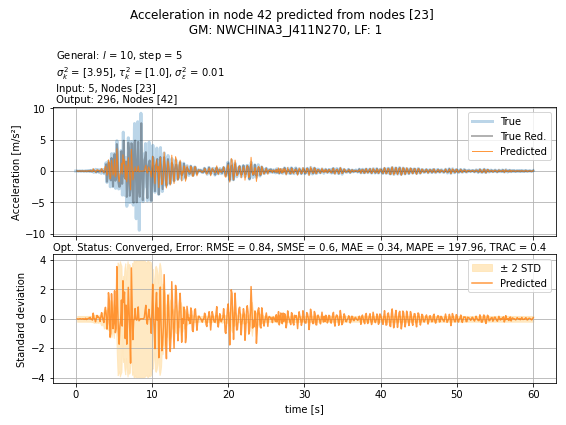 Acceleration in node 42 predicted from nodes [23]
GM: NWCHINA3_J411N270, LF: 1
General: l = 10, step = 5
σ²ₖ = [3.95], τ²ₖ = [1.0], σ²ε = 0.01
Input: 5, Nodes [23]
Output: 296, Nodes [42]
10
5
0
−5
−10
Acceleration [m/s²]
True
True Red.
Predicted
Opt. Status: Converged, Error: RMSE = 0.84, SMSE = 0.6, MAE = 0.34, MAPE = 197.96, TRAC = 0.4
4
2
0
−2
−4
Standard deviation
± 2 STD
Predicted
0 10 20 30 40 50 60
time [s]